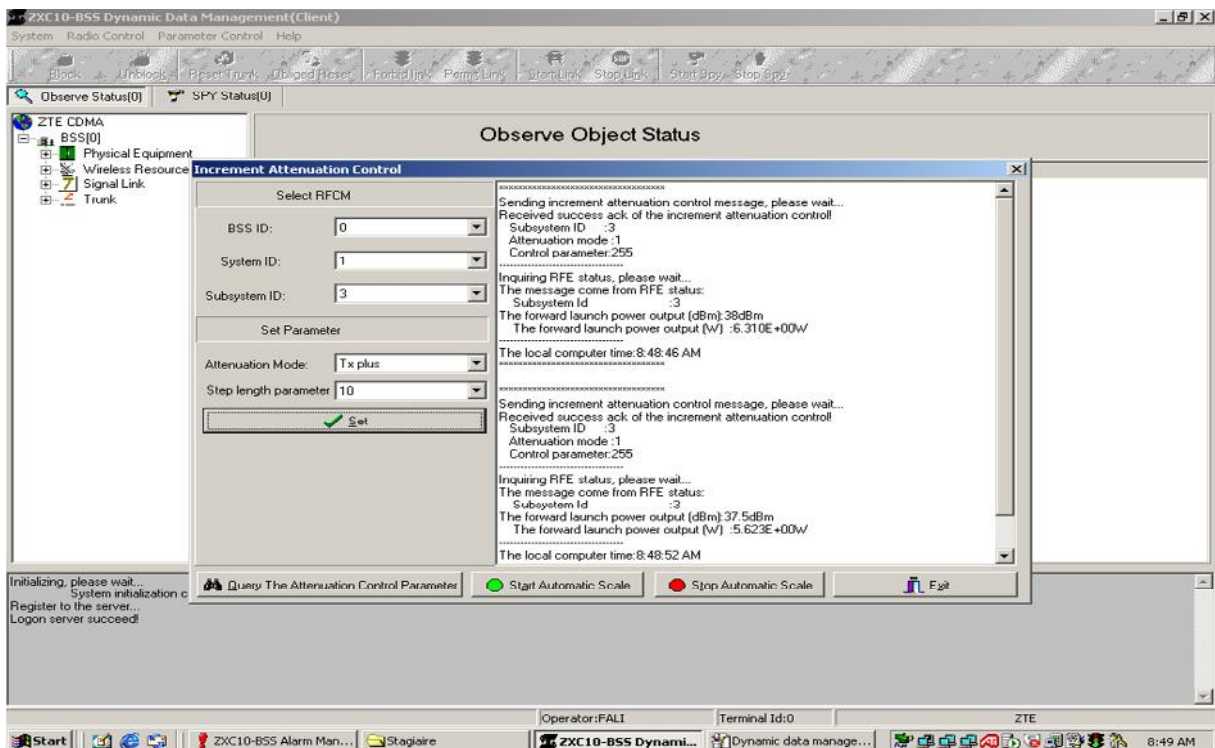 ZXC10-BSS Dynamic Data Management(Client)
System Radio Control Parameter Control Help
Block Unblock Reset Trunk Obliged Reset Forbid link Permit Link Start Link Stop Link Start Spy Stop Spy
Observe Status[0] SPY Status[0]
ZTE CDMA
BSS[0]
Physical Equipment
Wireless Resource
Signal Link
Trunk
Observe Object Status
Increment Attenuation Control
Select RFCM
BSS ID: 0
System ID: 1
Subsystem ID: 3
Set Parameter
Attenuation Mode: Tx plus
Step length parameter 10
Set
Sending increment attenuation control message, please wait...
Received success ack of the increment attenuation control!
Subsystem ID :3
Attenuation mode :1
Control parameter:255
Inquiring RFE status, please wait...
The message come from RFE status:
Subsystem Id :3
The forward launch power output (dBm):38dBm
The forward launch power output (W) :6.310E+00W
The local computer time:8:48:46 AM
Sending increment attenuation control message, please wait...
Received success ack of the increment attenuation control!
Subsystem ID :3
Attenuation mode :1
Control parameter:255
Inquiring RFE status, please wait...
The message come from RFE status:
Subsystem Id :3
The forward launch power output (dBm):37.5dBm
The forward launch power output (W) :5.623E+00W
The local computer time:8:48:52 AM
Query The Attenuation Control Parameter Start Automatic Scale Stop Automatic Scale Exit
Initializing, please wait...
System initialization c
Register to the server...
Logon server succeed!
Operator:FALI Terminal Id:0 ZTE
Start ZXC10-BSS Alarm Man... Stagiaire ZXC10-BSS Dynami... Dynamic data manage... 8:49 AM